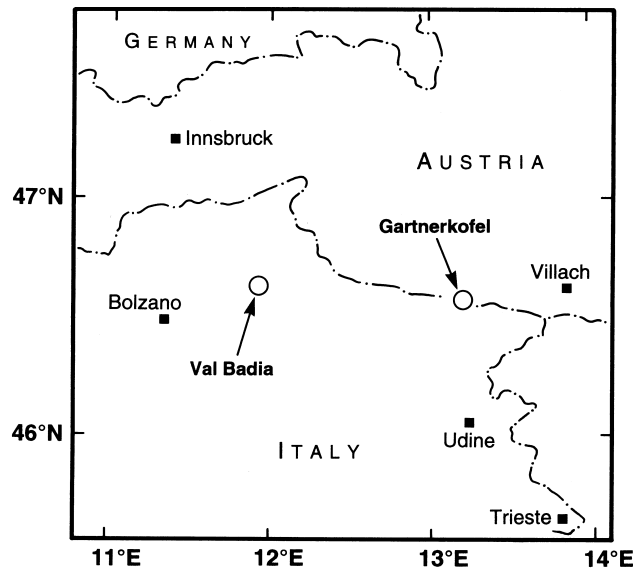 GERMANY
Innsbruck
AUSTRIA
47°N
Gartnerkofel
Villach
Bolzano
Val Badia
46°N
Udine
ITALY
Trieste
11°E
12°E
13°E
14°E